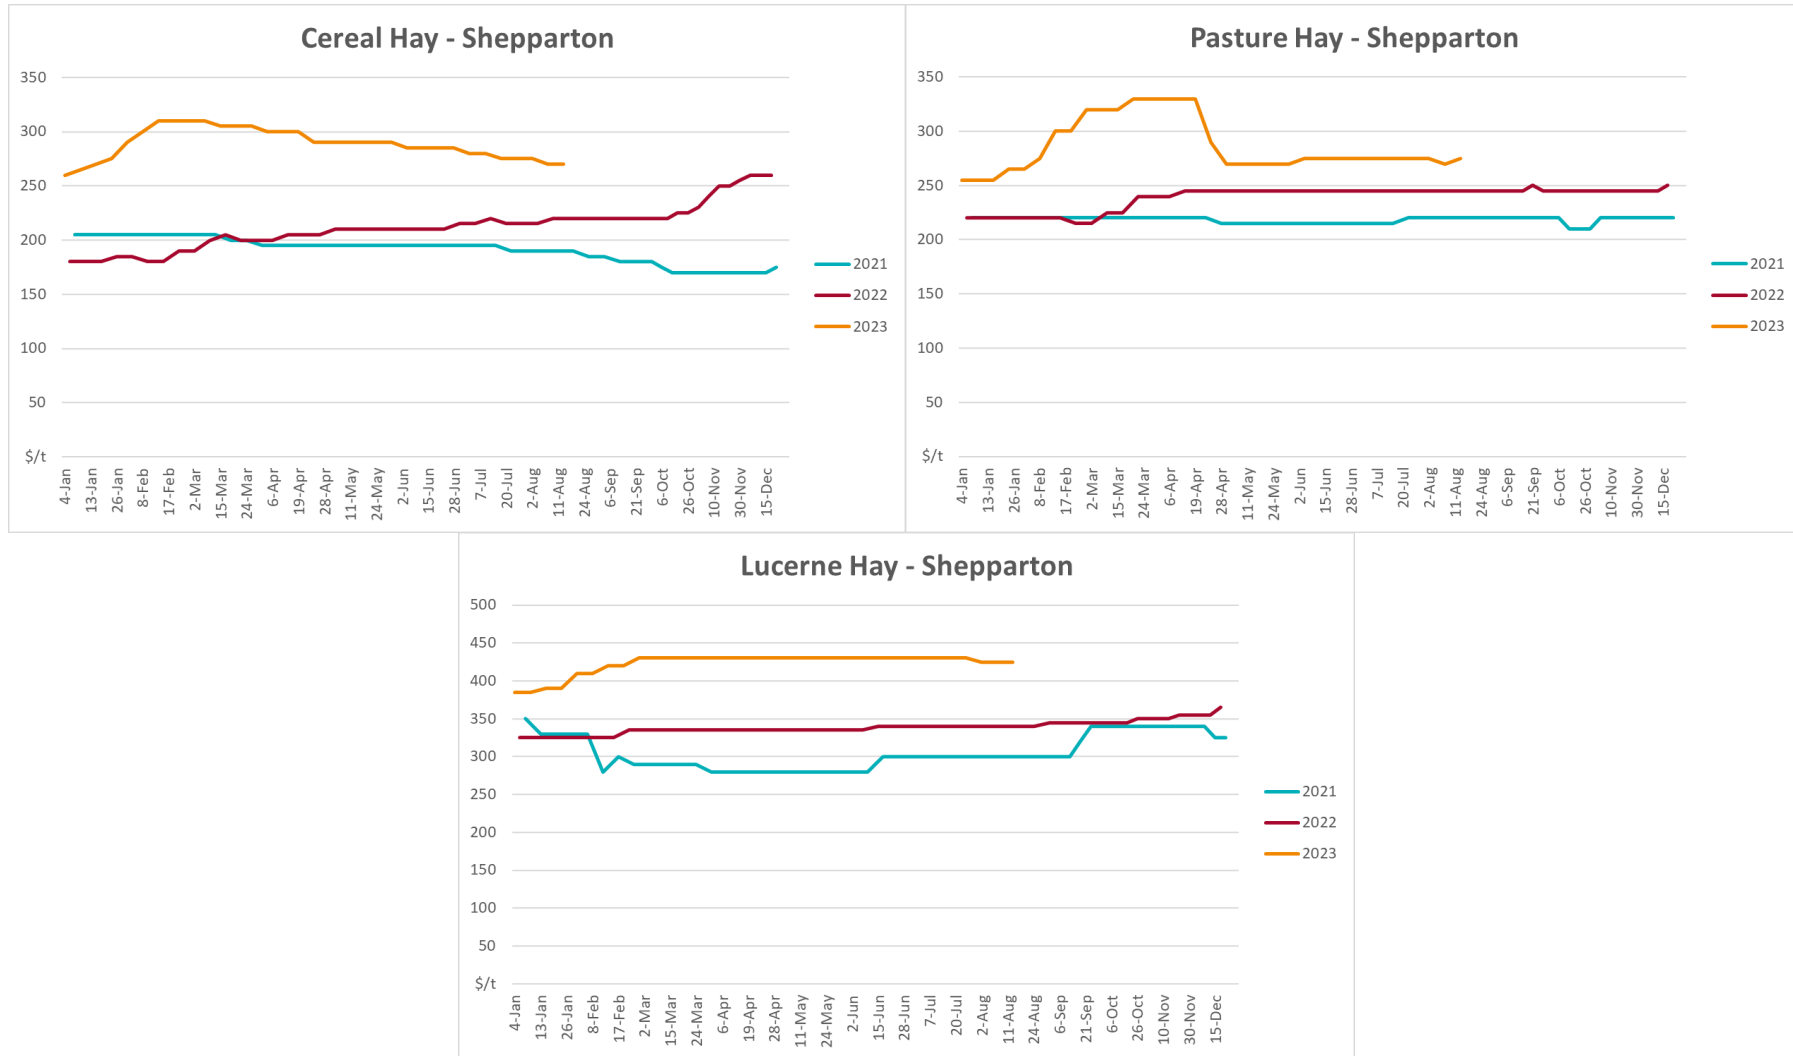 Cereal Hay - Shepparton
350
300
250
200
150
100
50
$/t
4-Jan
13-Jan
26-Jan
8-Feb
17-Feb
2-Mar
15-Mar
24-Mar
6-Apr
19-Apr
28-Apr
11-May
24-May
2-Jun
15-Jun
28-Jun
7-Jul
20-Jul
2-Aug
11-Aug
24-Aug
6-Sep
21-Sep
6-Oct
26-Oct
10-Nov
30-Nov
15-Dec
2021
2022
2023
Pasture Hay - Shepparton
350
300
250
200
150
100
50
$/t
4-Jan
13-Jan
26-Jan
8-Feb
17-Feb
2-Mar
15-Mar
24-Mar
6-Apr
19-Apr
28-Apr
11-May
24-May
2-Jun
15-Jun
28-Jun
7-Jul
20-Jul
2-Aug
11-Aug
24-Aug
6-Sep
21-Sep
6-Oct
26-Oct
10-Nov
30-Nov
15-Dec
2021
2022
2023
Lucerne Hay - Shepparton
500
450
400
350
300
250
200
150
100
50
$/t
4-Jan
13-Jan
26-Jan
8-Feb
17-Feb
2-Mar
15-Mar
24-Mar
6-Apr
19-Apr
28-Apr
11-May
24-May
2-Jun
15-Jun
28-Jun
7-Jul
20-Jul
2-Aug
11-Aug
24-Aug
6-Sep
21-Sep
6-Oct
26-Oct
10-Nov
30-Nov
15-Dec
2021
2022
2023